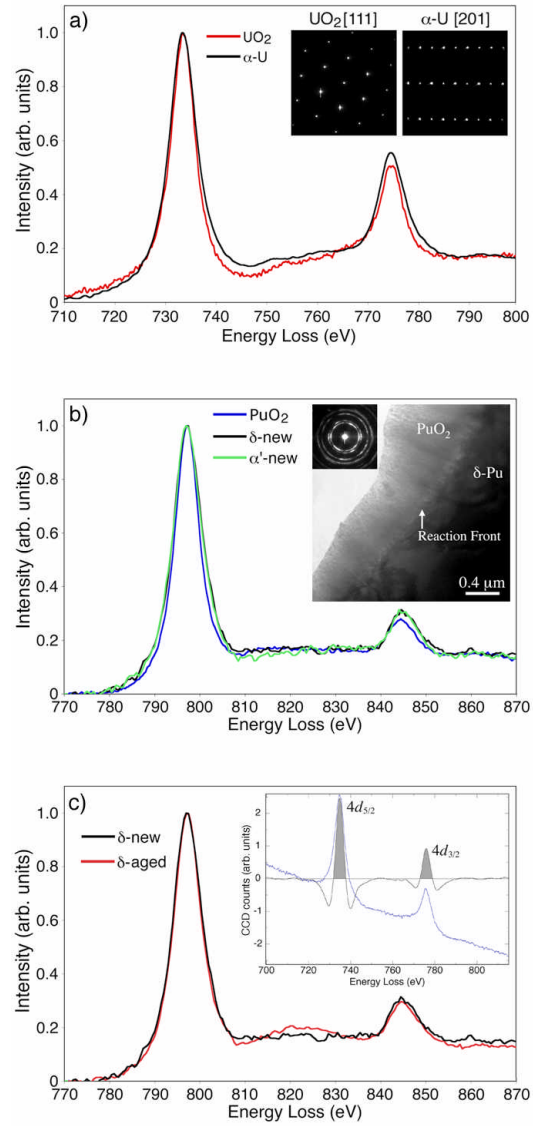 a)
UO2
α-U
UO2 [111]
α-U [201]
Intensity (arb. units)
1.0
0.8
0.6
0.4
0.2
0
710 720 730 740 750 760 770 780 790 800
Energy Loss (eV)
b)
PuO2
δ-new
α'-new
PuO2
δ-Pu
Reaction Front
0.4 μm
Intensity (arb. units)
1.0
0.8
0.6
0.4
0.2
0
770 780 790 800 810 820 830 840 850 860 870
Energy Loss (eV)
c)
δ-new
δ-aged
4d5/2
4d3/2
CCD counts (arb. units)
2
1
0
-1
-2
700 720 740 760 780 800
Energy Loss (eV)
Intensity (arb. units)
1.0
0.8
0.6
0.4
0.2
0
770 780 790 800 810 820 830 840 850 860 870
Energy Loss (eV)